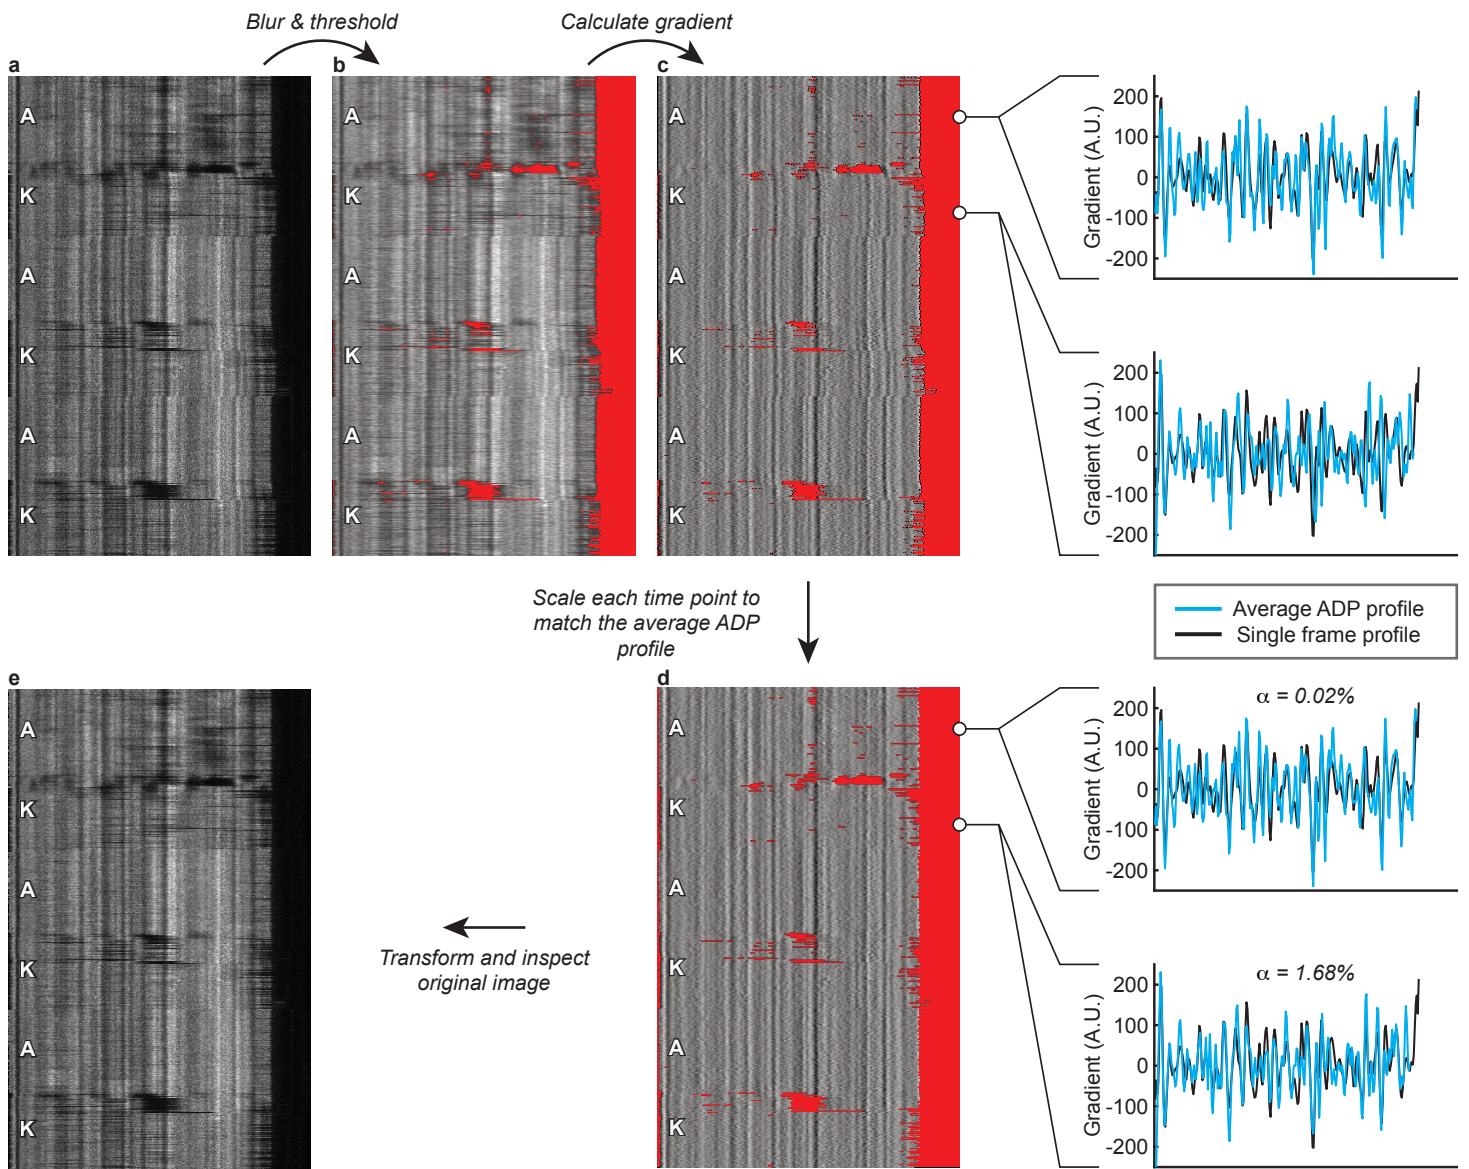 Blur & threshold
Calculate gradient
a
b
c
A
K
A
K
A
K
A
K
A
K
A
K
A
K
A
K
A
K
Gradient (A.U.)
200
100
0
-100
-200
Gradient (A.U.)
200
100
0
-100
-200
Scale each time point to
match the average ADP
profile
Average ADP profile
Single frame profile
e
d
A
K
A
K
A
K
A
K
A
K
A
K
Transform and inspect
original image
α = 0.02%
Gradient (A.U.)
200
100
0
-100
-200
α = 1.68%
Gradient (A.U.)
200
100
0
-100
-200